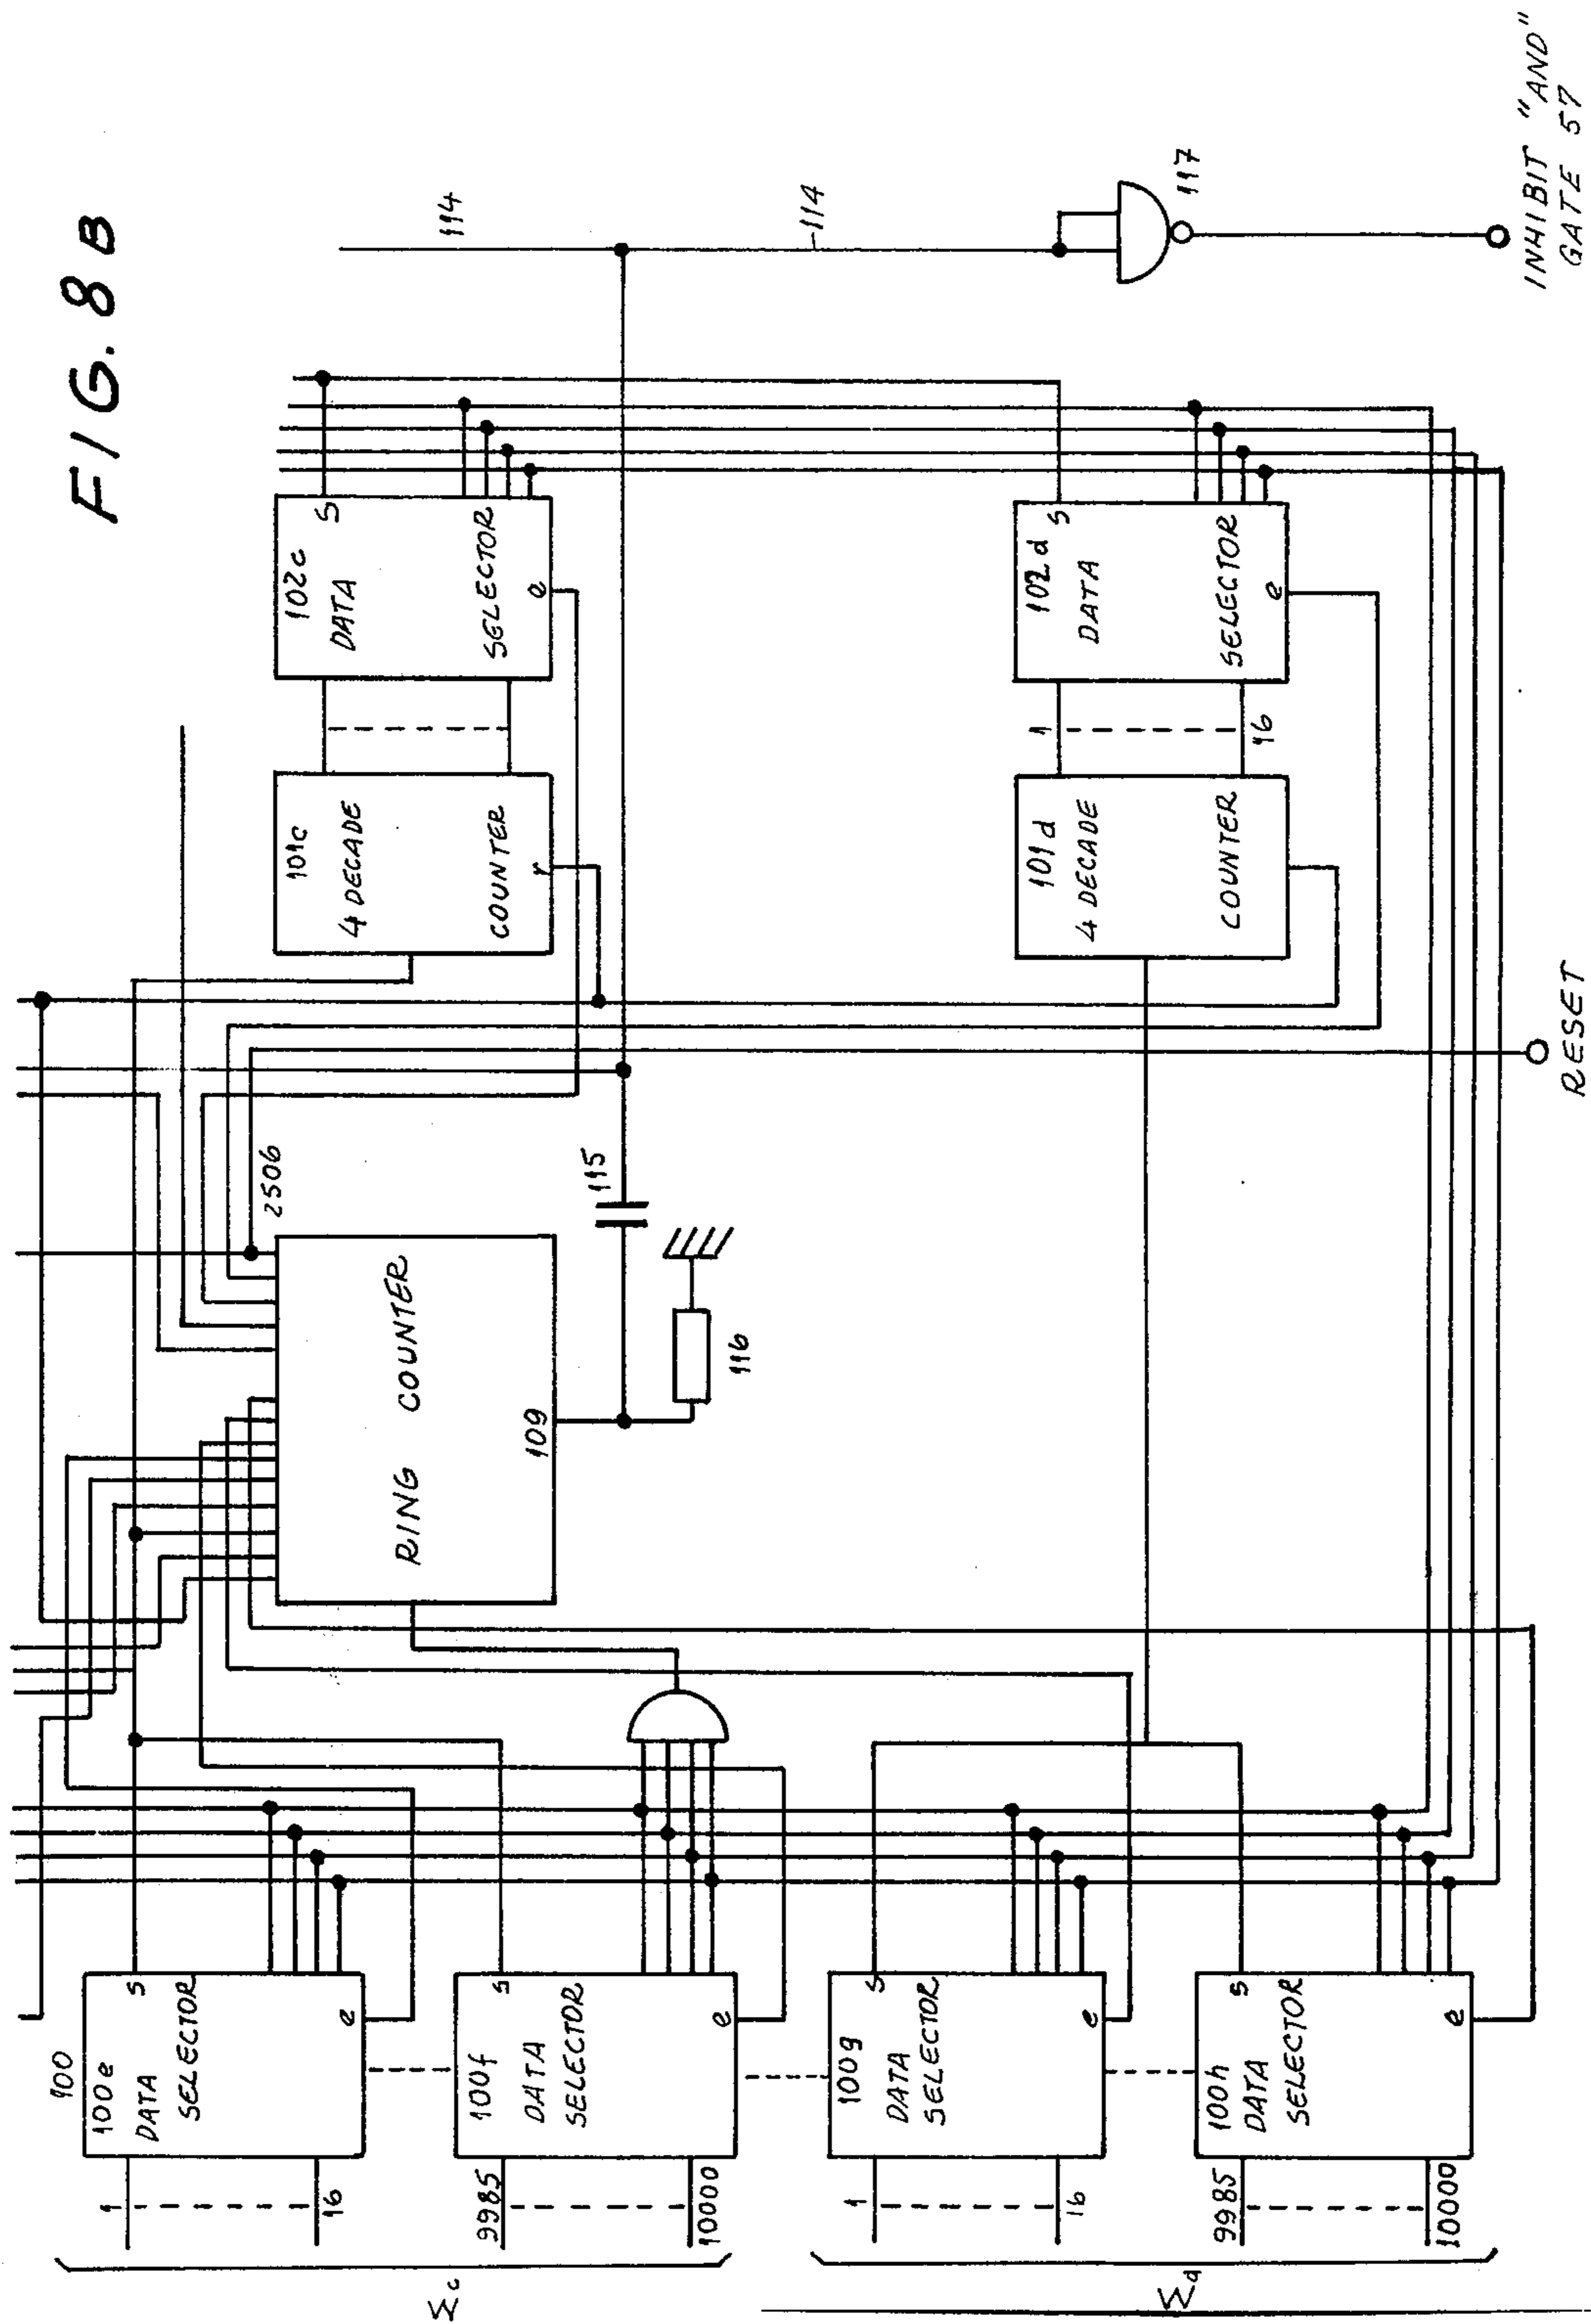 FIG. 8B
100
100e
DATA
SELECTOR
s
e
1
16
100f
DATA
SELECTOR
s
e
9985
10000
Σc
100g
DATA
SELECTOR
s
e
1
16
100h
DATA
SELECTOR
s
e
9985
10000
Σd
RING COUNTER
109
2506
115
116
101c
4 DECADE
COUNTER
r
102c
DATA
SELECTOR
S
e
101d
4 DECADE
COUNTER
1
16
102d
DATA
SELECTOR
S
e
114
114
117
RESET
INHIBIT "AND"
GATE 57